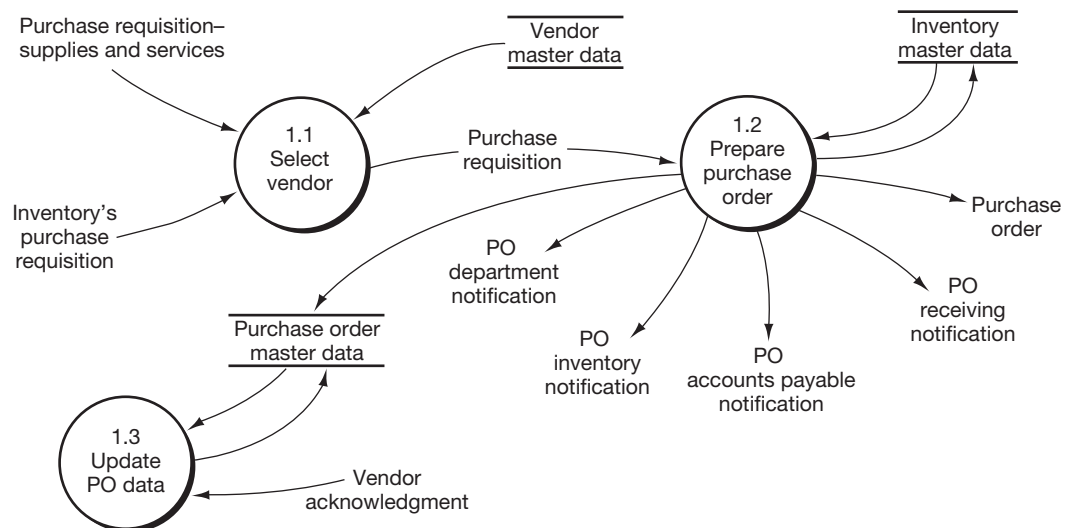 Purchase requisition–
supplies and services
Vendor
master data
Inventory
master data
1.1
Select
vendor
Purchase
requisition
1.2
Prepare
purchase
order
Inventory's
purchase
requisition
Purchase
order
PO
department
notification
PO
receiving
notification
Purchase order
master data
PO
inventory
notification
PO
accounts payable
notification
1.3
Update
PO data
Vendor
acknowledgment